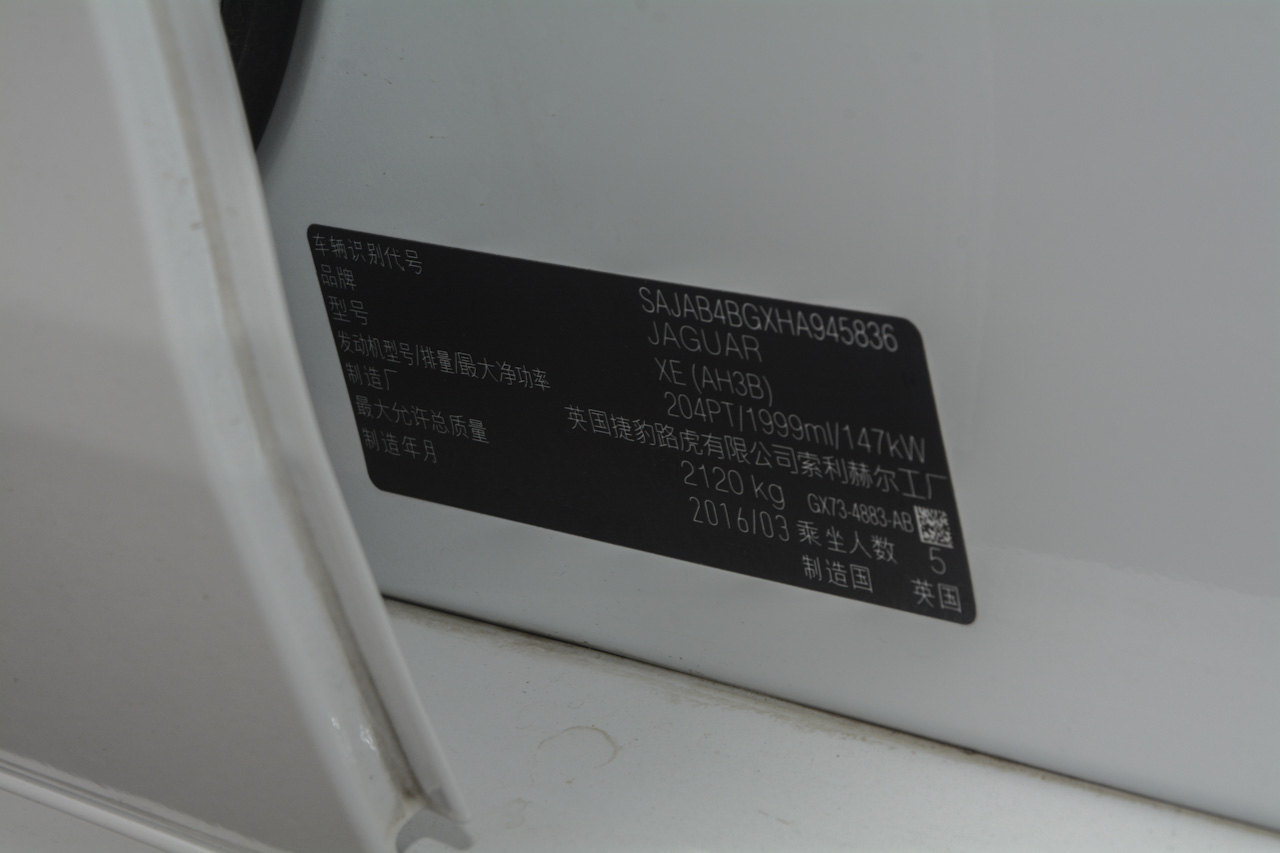 车辆识别代号 SAJAB4BGXHA945836
品牌 JAGUAR
型号 XE (AH3B)
发动机型号/排量/最大净功率 204PT/1999ml/147kW
制造厂 英国捷豹路虎有限公司索利赫尔工厂
最大允许总质量 2120 kg GX73-4883-AB
制造年月 2016/03 乘坐人数 5
制造国 英国